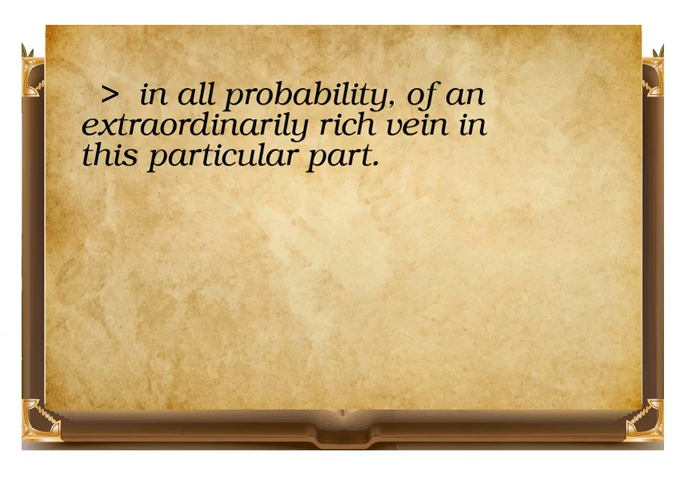 > in all probability, of an
extraordinarily rich vein in
this particular part.